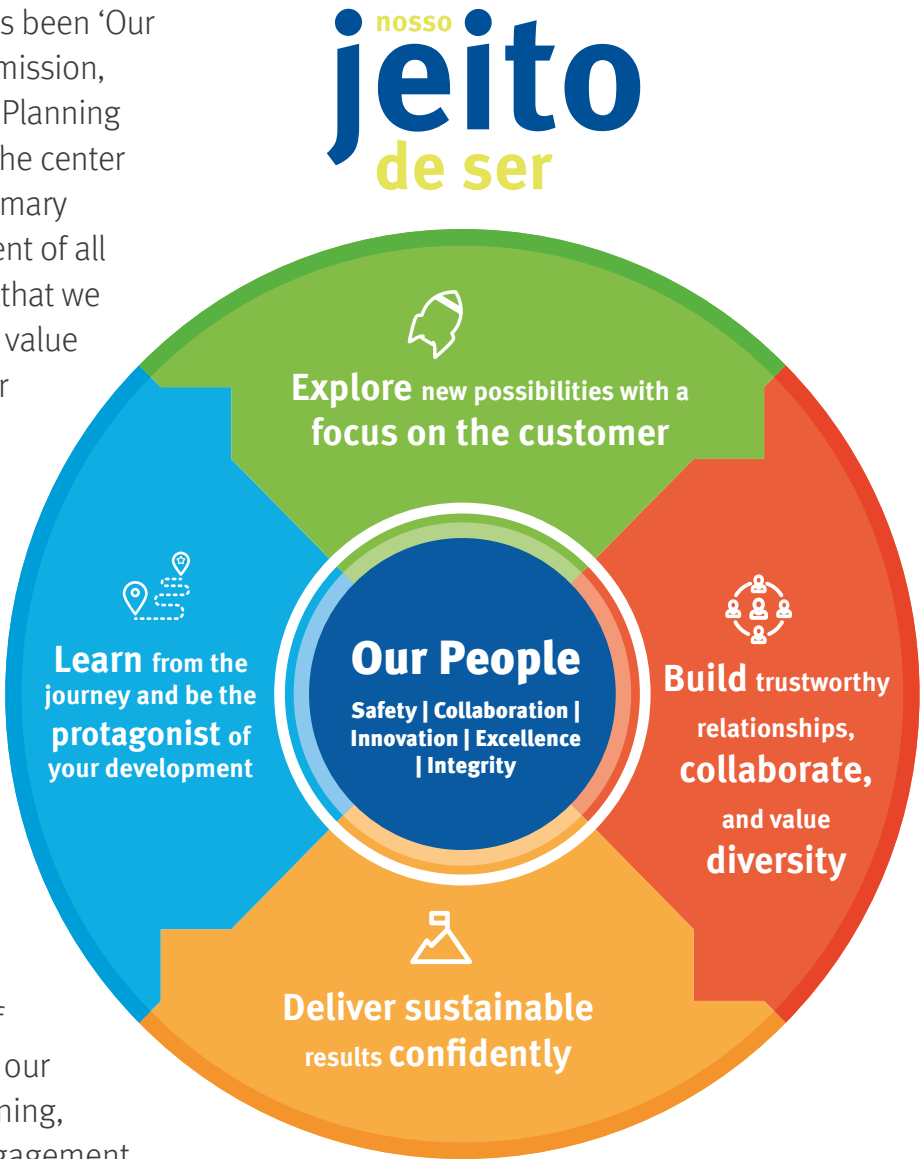 s been ‘Our
mission,
Planning
he center
mary
ent of all
that we
value
r
nosso
jeito
de ser
Explore new possibilities with a
focus on the customer
Learn from the
journey and be the
protagonist of
your development
Our People
Safety | Collaboration |
Innovation | Excellence
| Integrity
Build trustworthy
relationships,
collaborate,
and value
diversity
Deliver sustainable
results confidently
our
ning,
gagement